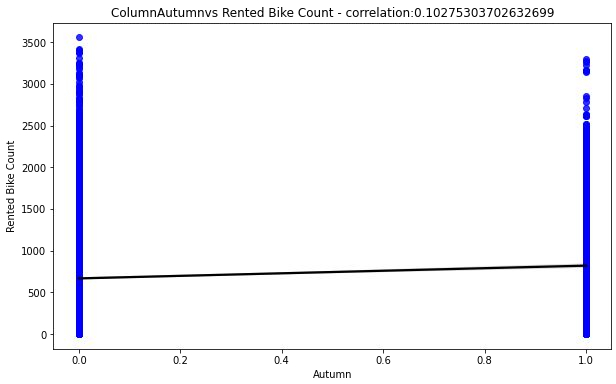 ColumnAutumnvs Rented Bike Count - correlation:0.10275303702632699
3500
3000
2500
2000
1500
1000
500
0
Rented Bike Count
0.0 0.2 0.4 0.6 0.8 1.0
Autumn